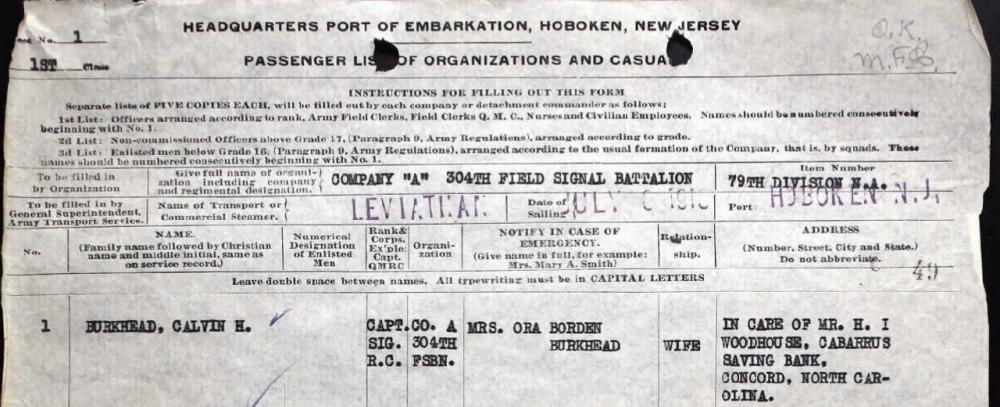 HEADQUARTERS PORT OF EMBARKATION, HOBOKEN, NEW JERSEY
No. 1
O.K.
1ST Class
PASSENGER LIST OF ORGANIZATIONS AND
M.F.B.
INSTRUCTIONS FOR FILLING OUT THIS FORM
Separate lists of FIVE COPIES EACH, will be filled out by each company or detachment commander as follows:
1st List: Officers arranged according to rank, Army Field Clerks, Field Clerks Q. M. C., Nurses and Civilian Employees. Names should be numbered consecutively
beginning with No. 1.
2d List: Non-commissioned Officers above Grade 17, (Paragraph 9, Army Regulations), arranged according to grade.
3d List: Enlisted men below Grade 16, (Paragraph 9, Army Regulations), arranged according to the usual formation of the Company, that is, by squads. These
names should be numbered consecutively beginning with No. 1.
To be filled in
by Organization
Give full name of organi-
zation including company
and regimental designation.
COMPANY "A" 304TH FIELD SIGNAL BATTALION
Item Number
79TH DIVISION N.A.
To be filled in by
General Superintendent,
Army Transport Service.
Name of Transport or
Commercial Steamer.
LEVIATHAN
Date of
Sailing
JULY
Port:
HOBOKEN N.J.
No.
NAME.
(Family name followed by Christian
name and middle initial, same as
on service record.)
Numerical
Designation
of Enlisted
Men
Rank &
Corps.
Ex'ple:
Capt.
QMRC
Organi-
zation
NOTIFY IN CASE OF
EMERGENCY.
(Give name in full, for example:
Mrs. Mary A. Smith)
Relation-
ship.
ADDRESS
(Number, Street, City and State.)
Do not abbreviate.
49
Leave double space between names. All typewriting must be in CAPITAL LETTERS
1
BURKHEAD, CALVIN H.
CAPT.
SIG.
R.C.
CO. A
304TH
FSBN.
MRS. ORA BORDEN
BURKHEAD
WIFE
IN CARE OF MR. H. I
WOODHOUSE, CABARRUS
SAVING BANK,
CONCORD, NORTH CAR-
OLINA.